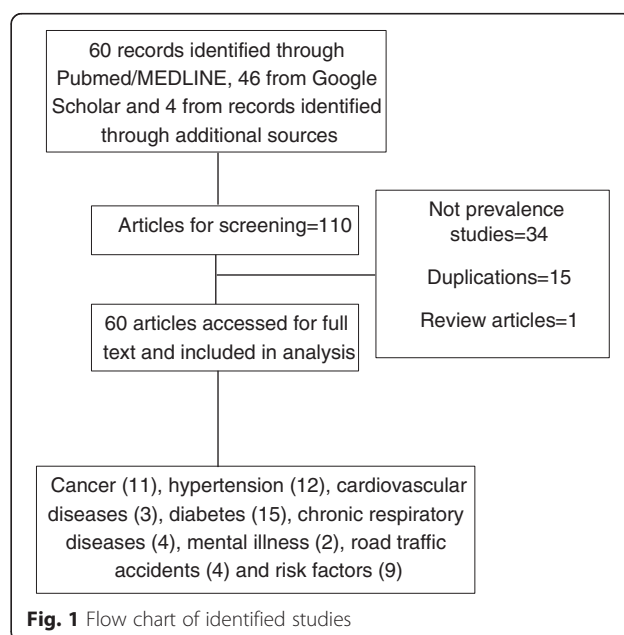 60 records identified through
Pubmed/MEDLINE, 46 from Google
Scholar and 4 from records identified
through additional sources
Articles for screening=110
Not prevalence
studies=34
Duplications=15
Review articles=1
60 articles accessed for full
text and included in analysis
Cancer (11), hypertension (12), cardiovascular
diseases (3), diabetes (15), chronic respiratory
diseases (4), mental illness (2), road traffic
accidents (4) and risk factors (9)
Fig. 1 Flow chart of identified studies